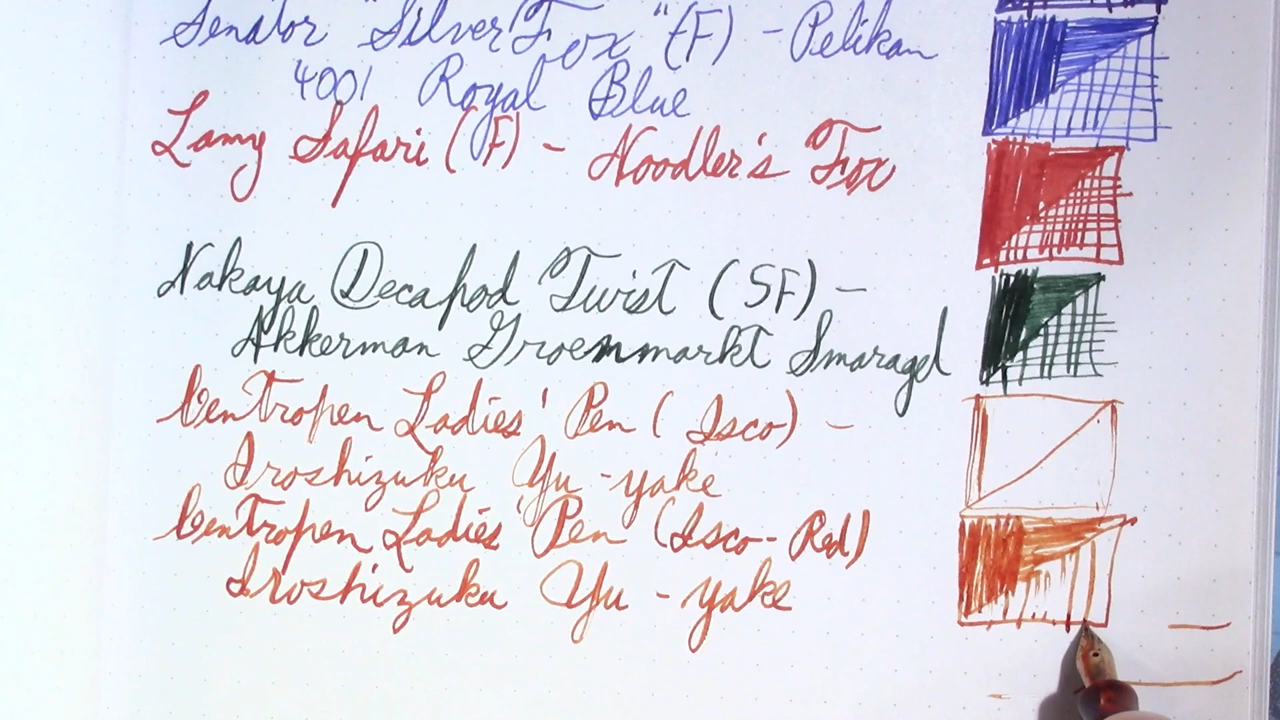 Senator "Silver Fox" (F) - Pelikan
4001 Royal Blue
Lamy Safari (F) - Noodler's Fox
Nakaya Decapod Twist (SF) -
Akkerman Groenmarkt Smaragd
Centropen Ladies' Pen (Isco) -
Iroshizuku Yu-yake
Centropen Ladies' Pen (Isco-Red)
Iroshizuku Yu-yake